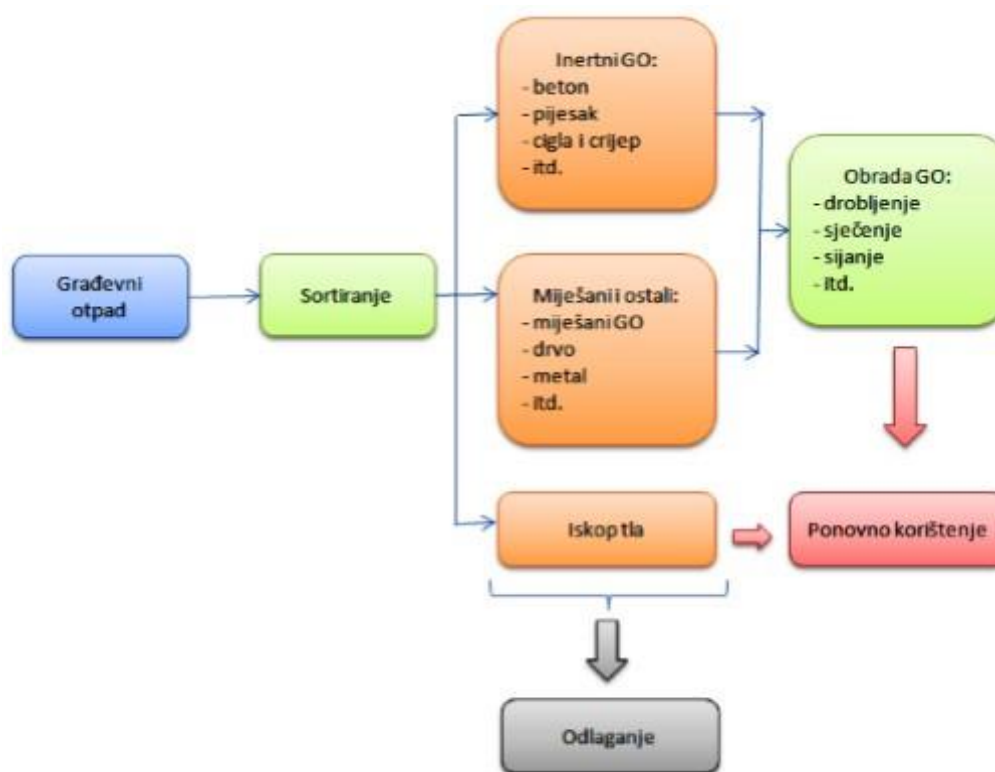 Građevni
otpad
Sortiranje
Inertni GO:
- beton
- pijesak
- cigla i crijep
- itd.
Miješani i ostali:
- miješani GO
- drvo
- metal
- itd.
Iskop tla
Obrada GO:
- drobljenje
- sječenje
- sijanje
- itd.
Ponovno korištenje
Odlaganje